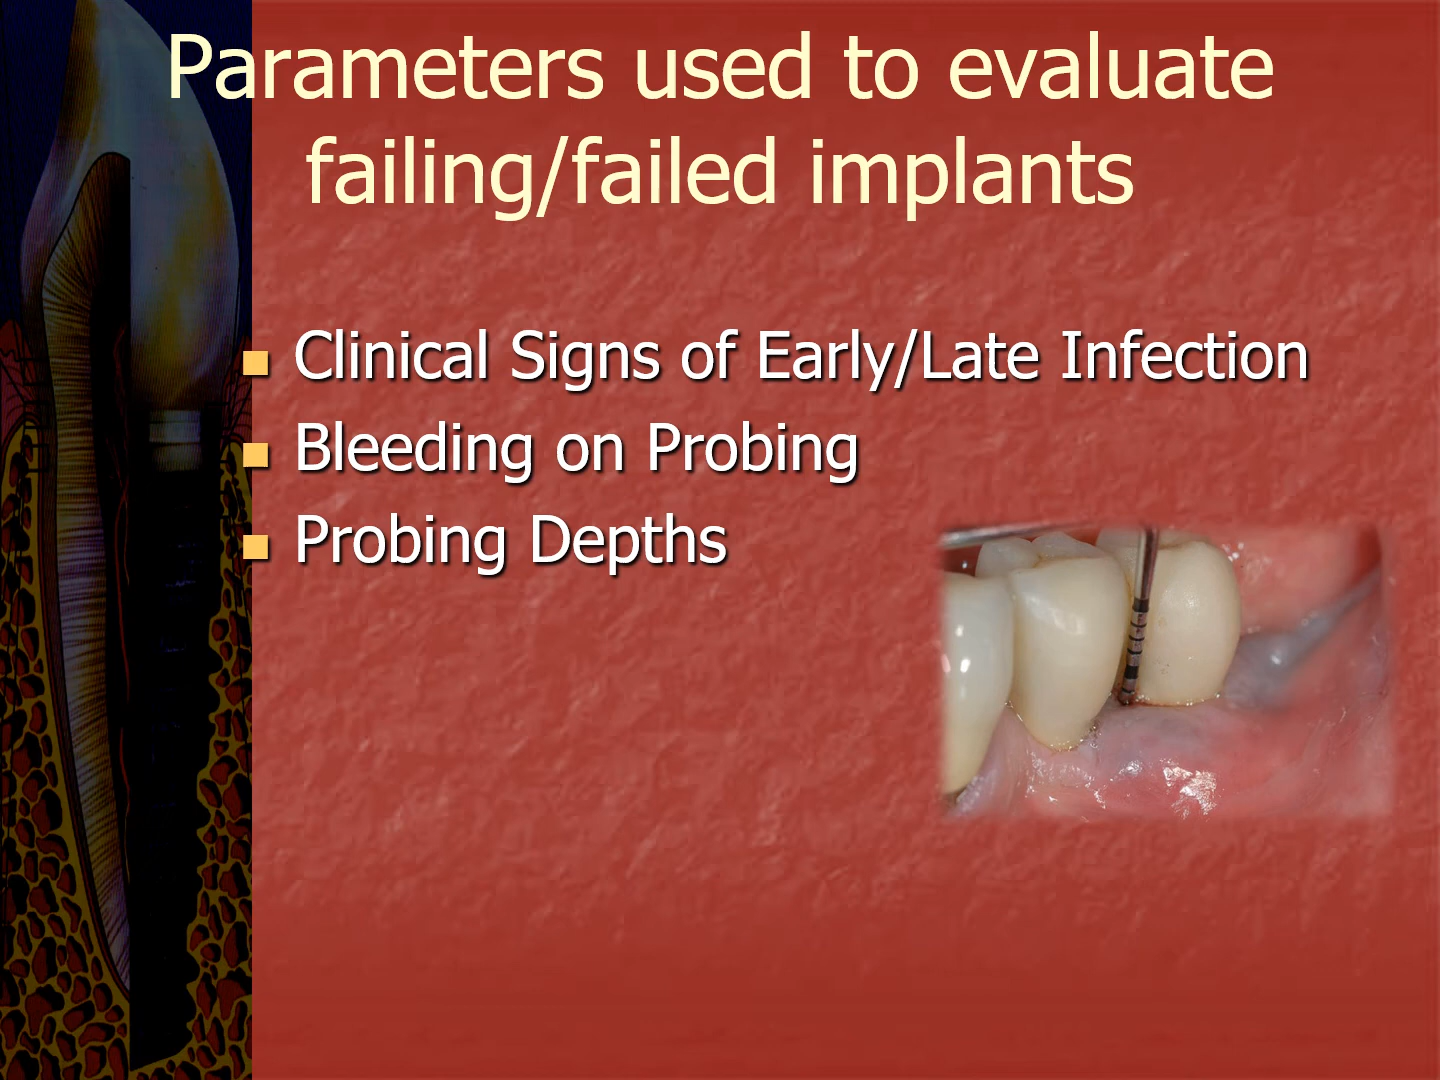 Parameters used to evaluate
failing/failed implants
Clinical Signs of Early/Late Infection
Bleeding on Probing
Probing Depths